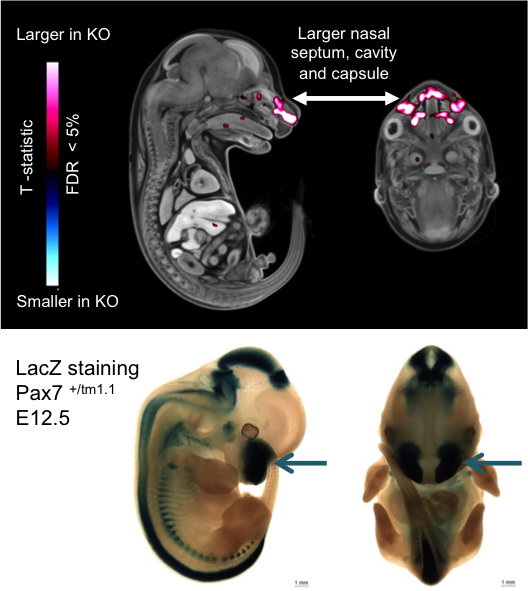 Larger in KO
Larger nasal
septum, cavity
and capsule
T-statistic
FDR < 5%
Smaller in KO
LacZ staining
Pax7 +/tm1.1
E12.5
1 mm
1 mm